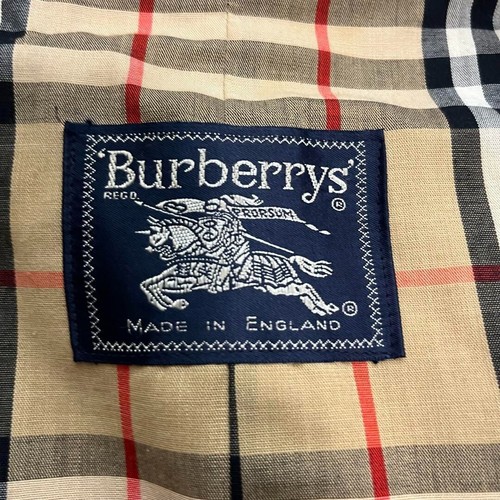 'Burberrys'
REGD.
PRORSUM
®
®
MADE IN ENGLAND